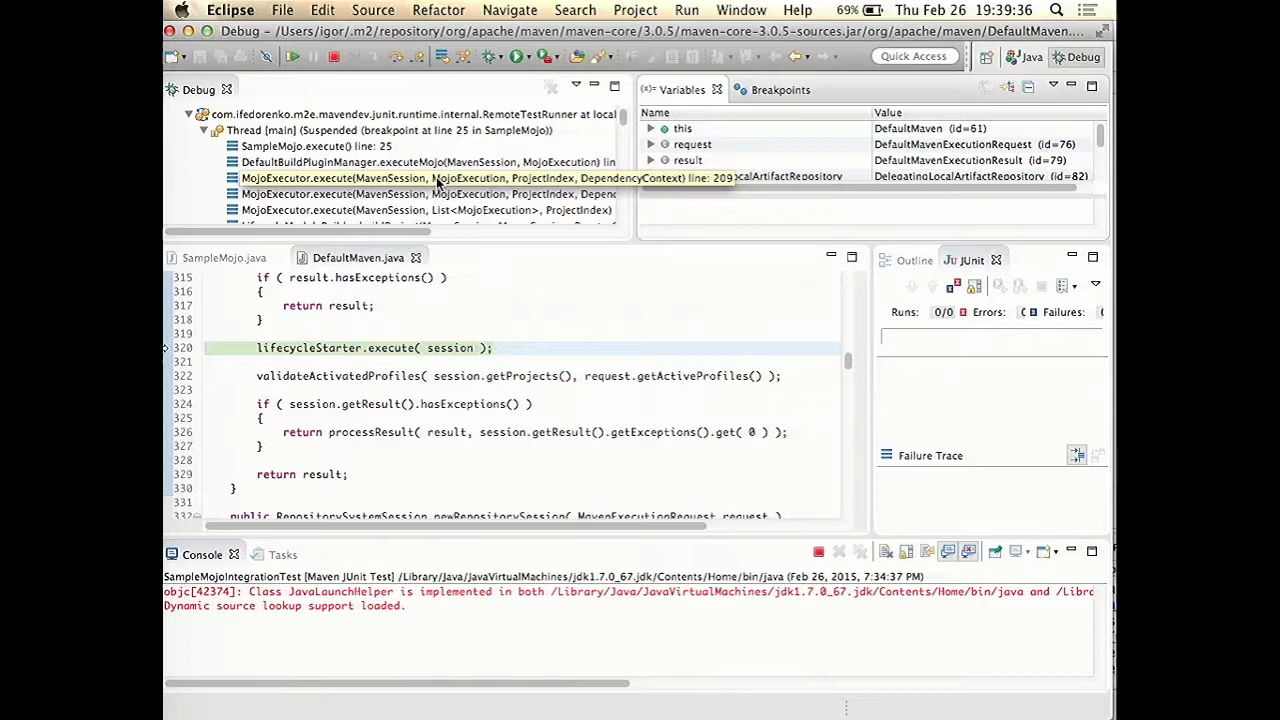 Eclipse File Edit Source Refactor Navigate Search Project Run Window Help 69% Thu Feb 26 19:39:36
Debug - /Users/igor/.m2/repository/org/apache/maven/maven-core/3.0.5/maven-core-3.0.5-sources.jar/org/apache/maven/DefaultMaven....
Quick Access Java Debug
Debug
com.ifedorenko.m2e.mavendev.junit.runtime.internal.RemoteTestRunner at local
Thread [main] (Suspended (breakpoint at line 25 in SampleMojo))
SampleMojo.execute() line: 25
DefaultBuildPluginManager.executeMojo(MavenSession, MojoExecution) lin
MojoExecutor.execute(MavenSession, MojoExecution, ProjectIndex, DependencyContext) line: 209
MojoExecutor.execute(MavenSession, MojoExecution, ProjectIndex, Depend
MojoExecutor.execute(MavenSession, List<MojoExecution>, ProjectIndex)
(x)= Variables Breakpoints
Name Value
this DefaultMaven (id=61)
request DefaultMavenExecutionRequest (id=76)
result DefaultMavenExecutionResult (id=79)
calArtifactRepository DelegatingLocalArtifactRepository (id=82)
SampleMojo.java DefaultMaven.java
315 if ( result.hasExceptions() )
316 {
317 return result;
318 }
319
320 lifecycleStarter.execute( session );
321
322 validateActivatedProfiles( session.getProjects(), request.getActiveProfiles() );
323
324 if ( session.getResult().hasExceptions() )
325 {
326 return processResult( result, session.getResult().getExceptions().get( 0 ) );
327 }
328
329 return result;
330 }
331
332 public RepositorySystemSession newRepositorySession( MavenExecutionRequest request )
Outline JUnit
Runs: 0/0 Errors: 0 Failures: 0
Failure Trace
Console Tasks
SampleMojoIntegrationTest [Maven JUnit Test] /Library/Java/JavaVirtualMachines/jdk1.7.0_67.jdk/Contents/Home/bin/java (Feb 26, 2015, 7:34:37 PM)
objc[42374]: Class JavaLaunchHelper is implemented in both /Library/Java/JavaVirtualMachines/jdk1.7.0_67.jdk/Contents/Home/bin/java and /Libra
Dynamic source lookup support loaded.